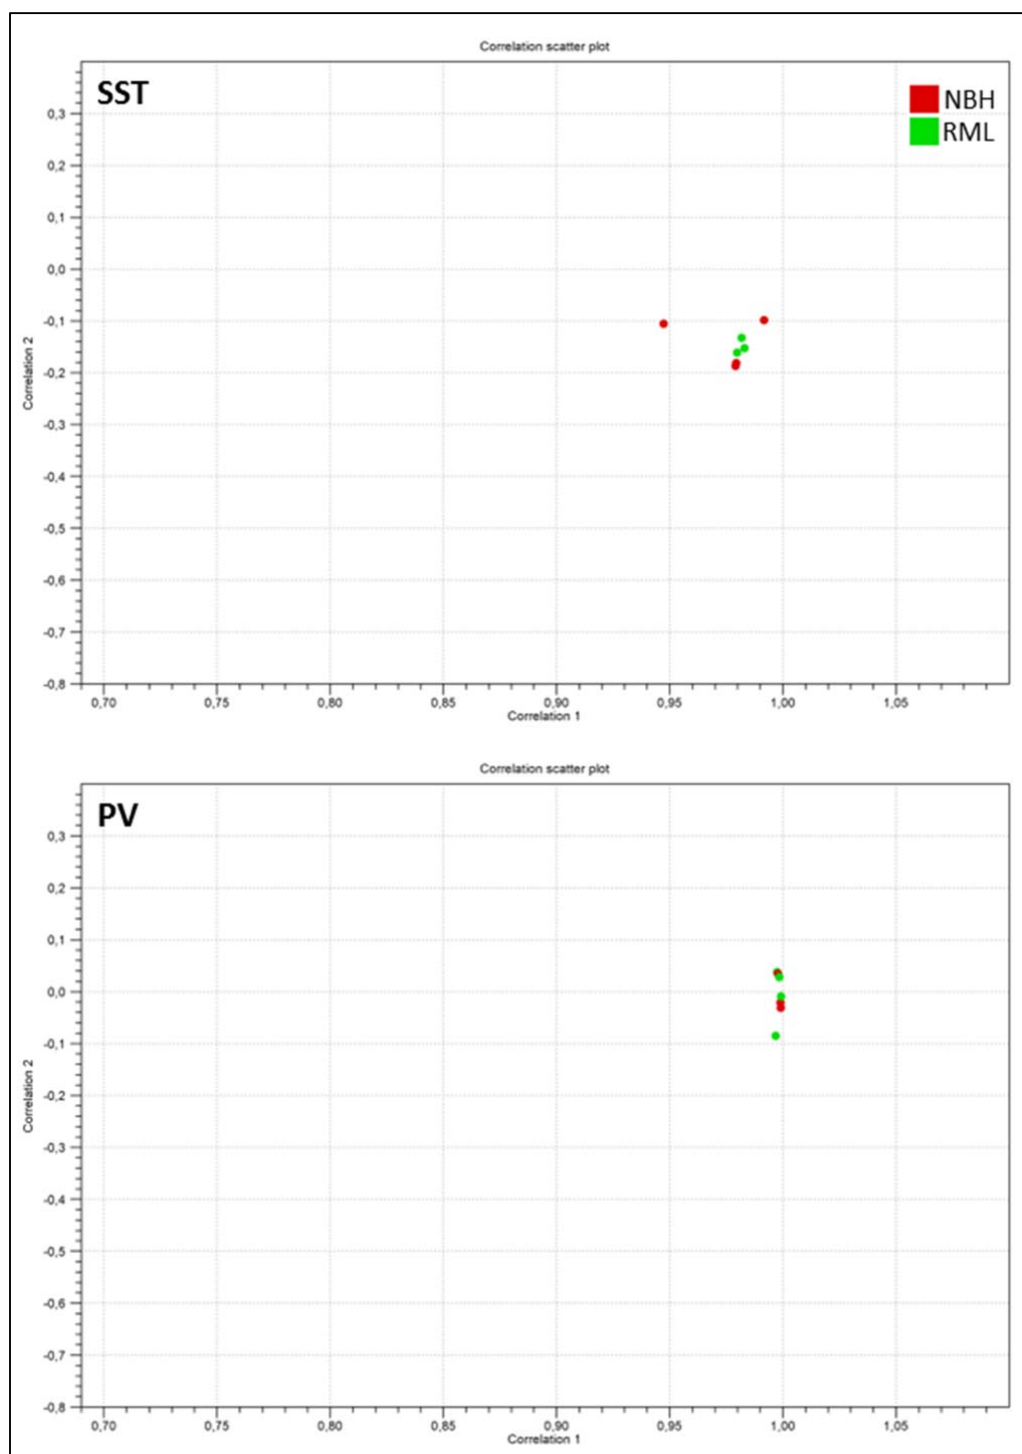 Correlation scatter plot
SST
NBH
RML
0,3
0,2
0,1
0,0
-0,1
-0,2
-0,3
-0,4
-0,5
-0,6
-0,7
-0,8
Correlation 2
0,70 0,75 0,80 0,85 0,90 0,95 1,00 1,05
Correlation 1
Correlation scatter plot
PV
0,3
0,2
0,1
0,0
-0,1
-0,2
-0,3
-0,4
-0,5
-0,6
-0,7
-0,8
Correlation 2
0,70 0,75 0,80 0,85 0,90 0,95 1,00 1,05
Correlation 1